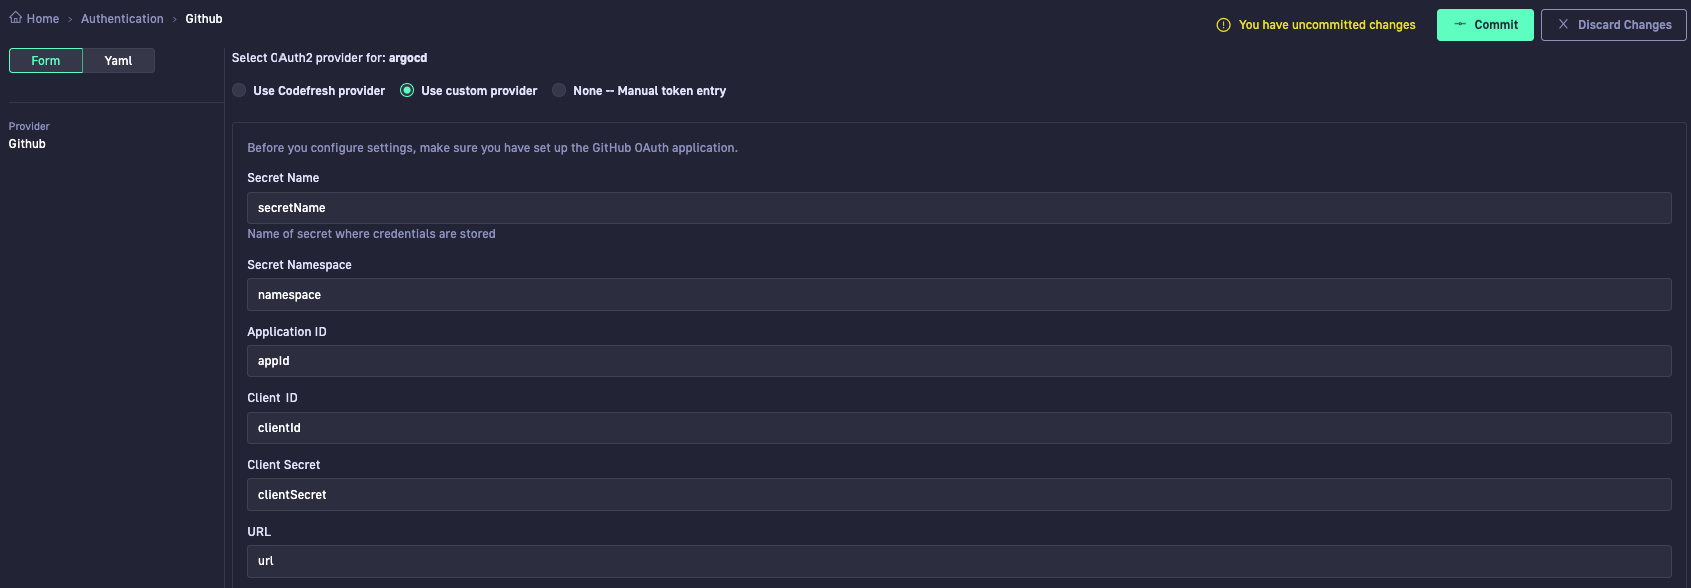 Home > Authentication > Github
You have uncommitted changes
Commit
Discard Changes
Form
Yaml
Provider
Github
Select OAuth2 provider for: argocd
Use Codefresh provider
Use custom provider
None -- Manual token entry
Before you configure settings, make sure you have set up the GitHub OAuth application.
Secret Name
secretName
Name of secret where credentials are stored
Secret Namespace
namespace
Application ID
appId
Client ID
clientId
Client Secret
clientSecret
URL
url